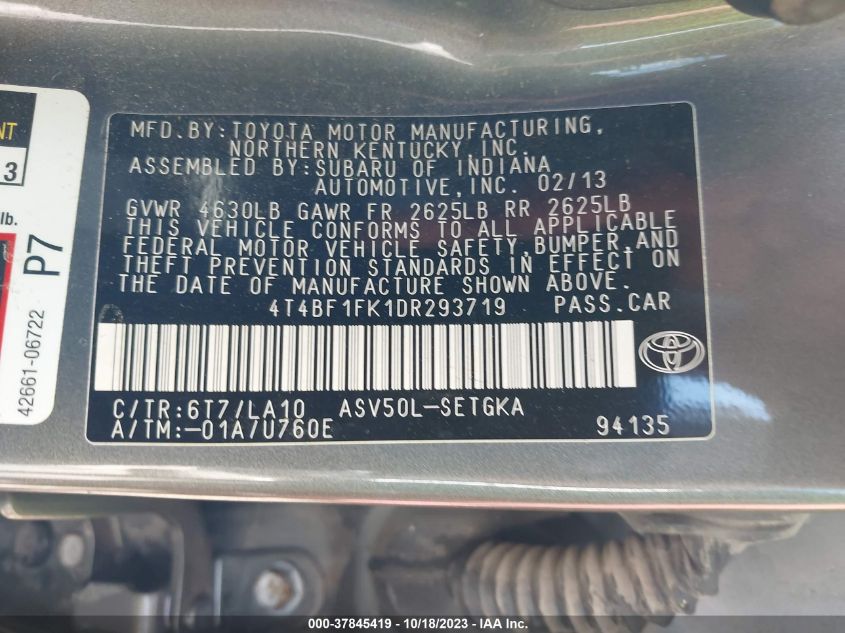 MFD.BY:TOYOTA MOTOR MANUFACTURING,
NORTHERN KENTUCKY,INC.
ASSEMBLED BY:SUBARU OF INDIANA
AUTOMOTIVE,INC. 02/13
GVWR 4630LB GAWR FR 2625LB RR 2625LB
THIS VEHICLE CONFORMS TO ALL APPLICABLE
FEDERAL MOTOR VEHICLE SAFETY,BUMPER,AND
THEFT PREVENTION STANDARDS IN EFFECT ON
THE DATE OF MANUFACTURE SHOWN ABOVE.
4T4BF1FK1DR293719 PASS.CAR
C/TR:6T7/LA10 ASV50L-SETGKA
A/TM:-01A/U760E 94135
NT
3
lb.
P7
42661-06722
000-37845419 - 10/18/2023 - IAA Inc.